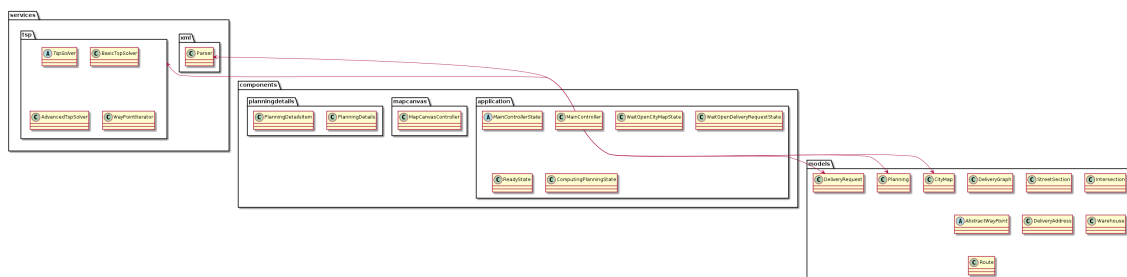 services
tsp
A TspSolver
C BasicTspSolver
C AdvancedTspSolver
C WayPointIterator
xml
C Parser
components
planningdetails
C PlanningDetailsItem
C PlanningDetails
mapcanvas
C MapCanvasController
application
A MainControllerState
C MainController
C WaitOpenCityMapState
C WaitOpenDeliveryRequestState
C ReadyState
C ComputingPlanningState
models
C DeliveryRequest
C Planning
C CityMap
C DeliveryGraph
C StreetSection
C Intersection
A AbstractWayPoint
C DeliveryAddress
C Warehouse
C Route